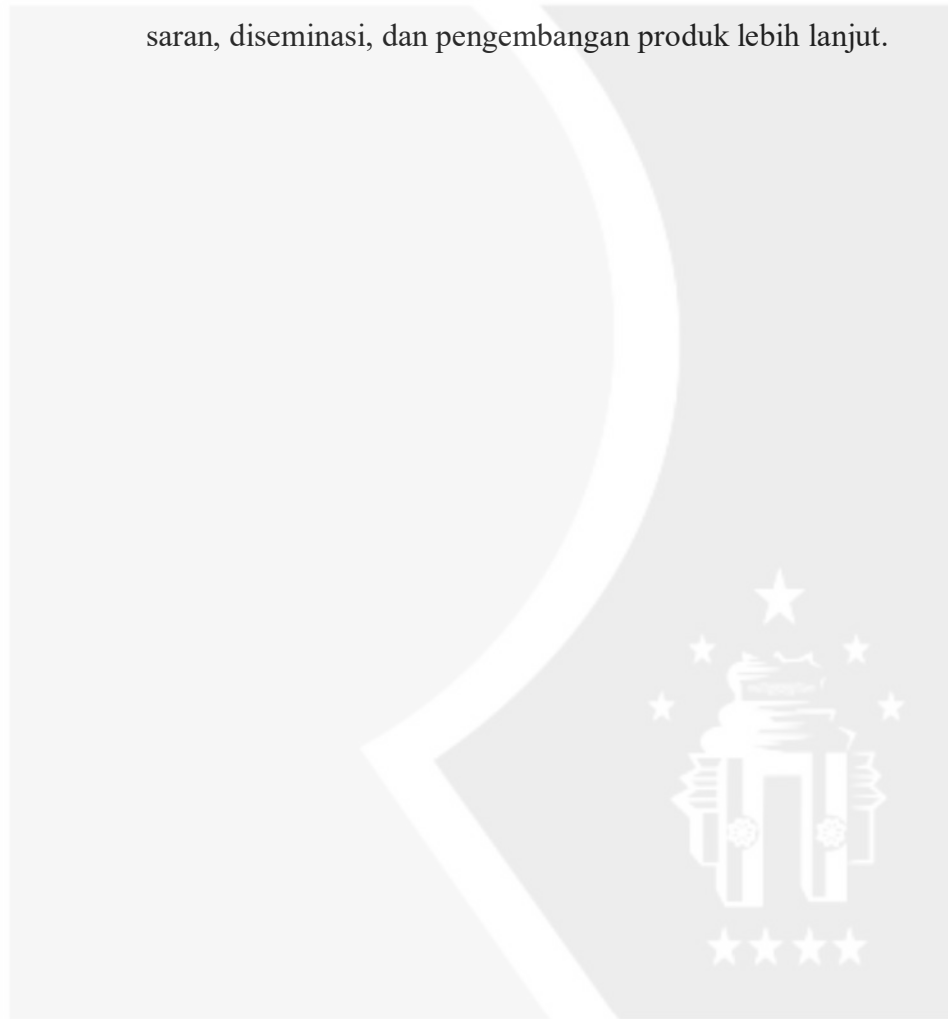 saran, diseminasi, dan pengembangan produk lebih lanjut.